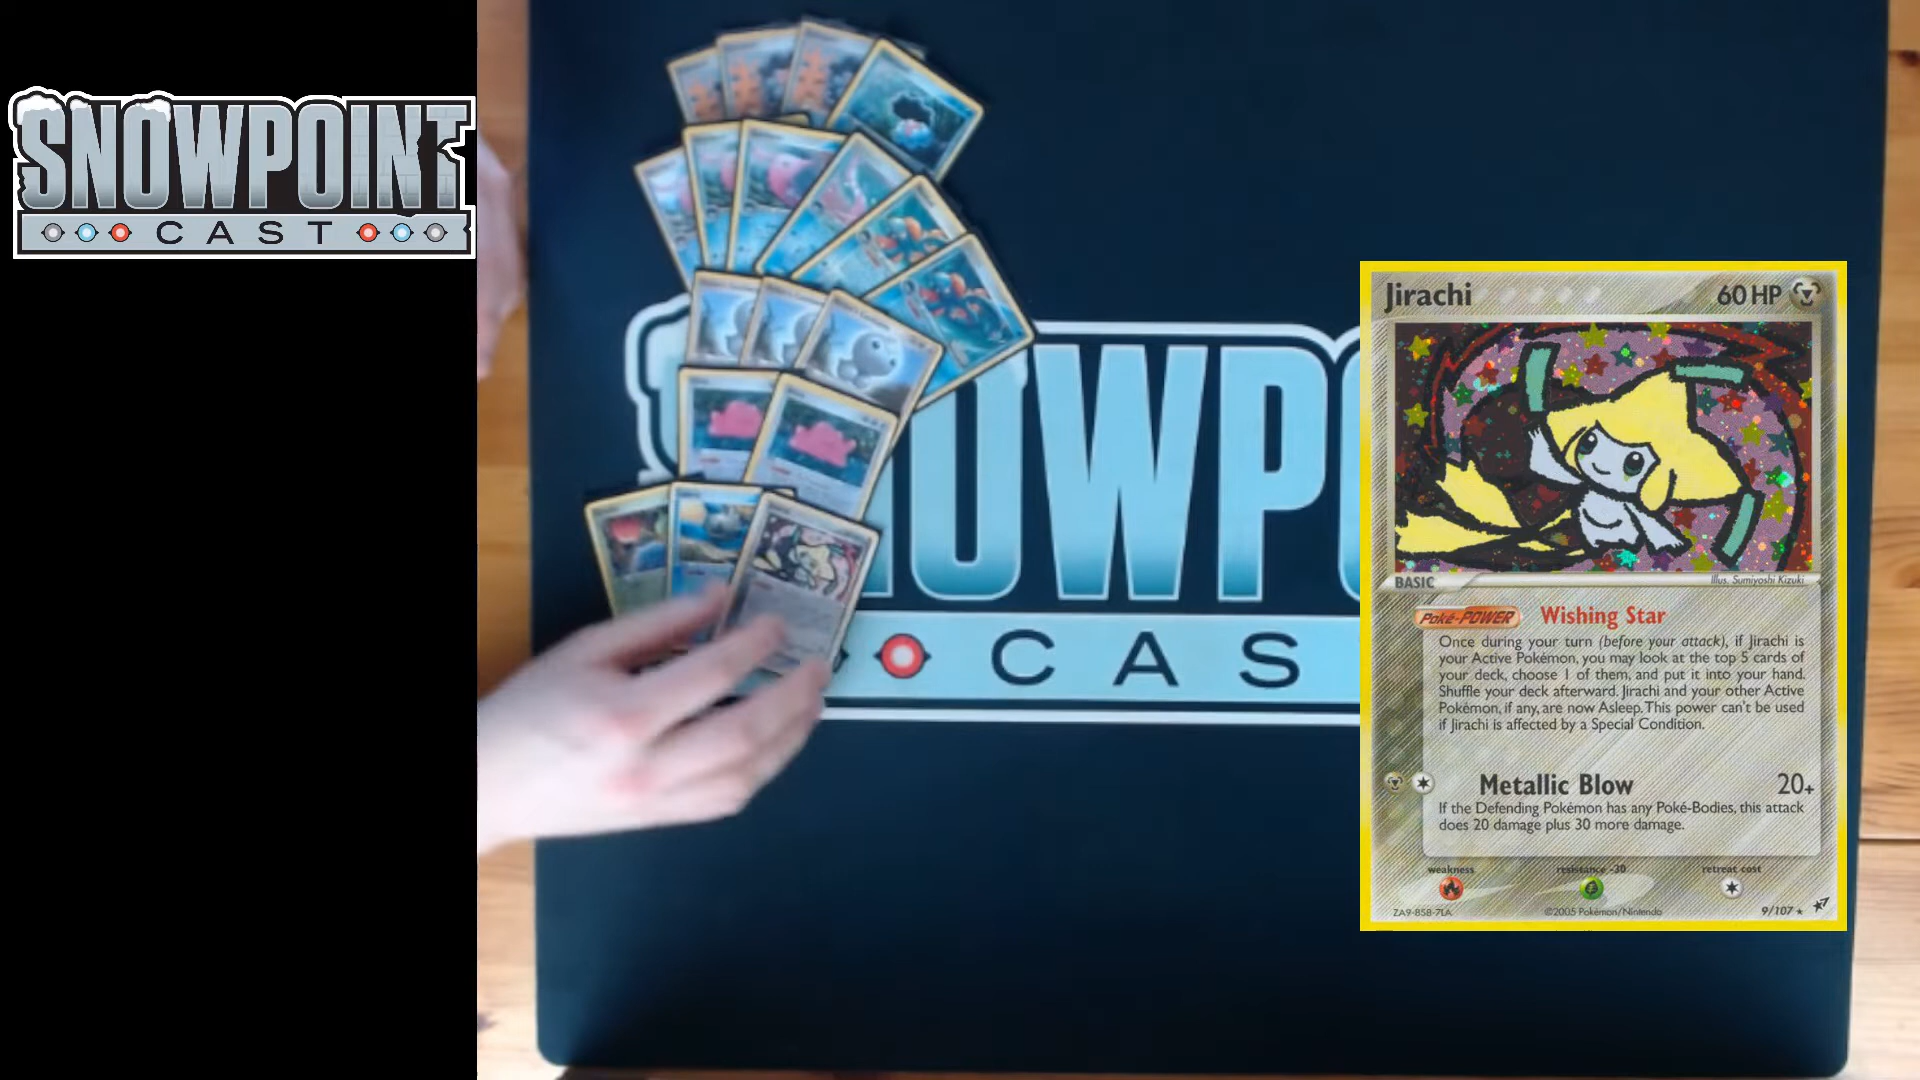 SNOWPOINT
CAST
OWPO
CAS
Jirachi
60 HP
BASIC
Illus. Sumiyoshi Kizuki
Poké-POWER Wishing Star
Once during your turn (before your attack), if Jirachi is
your Active Pokémon, you may look at the top 5 cards of
your deck, choose 1 of them, and put it into your hand.
Shuffle your deck afterward. Jirachi and your other Active
Pokémon, if any, are now Asleep. This power can't be used
if Jirachi is affected by a Special Condition.
Metallic Blow 20+
If the Defending Pokémon has any Poké-Bodies, this attack
does 20 damage plus 30 more damage.
weakness
resistance -30
retreat cost
ZA9-858-7LA
©2005 Pokémon/Nintendo
9/107